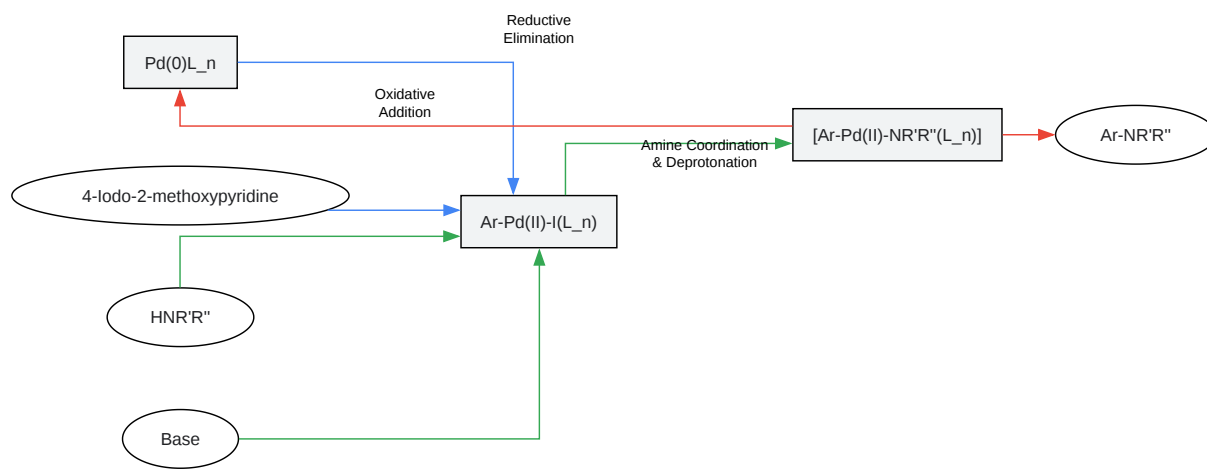 Reductive
Elimination
Pd(0)L_n
Oxidative
Addition
[Ar-Pd(II)-NR'R''(L_n)]
Ar-NR'R''
Amine Coordination
& Deprotonation
4-Iodo-2-methoxypyridine
Ar-Pd(II)-I(L_n)
HNR'R''
Base